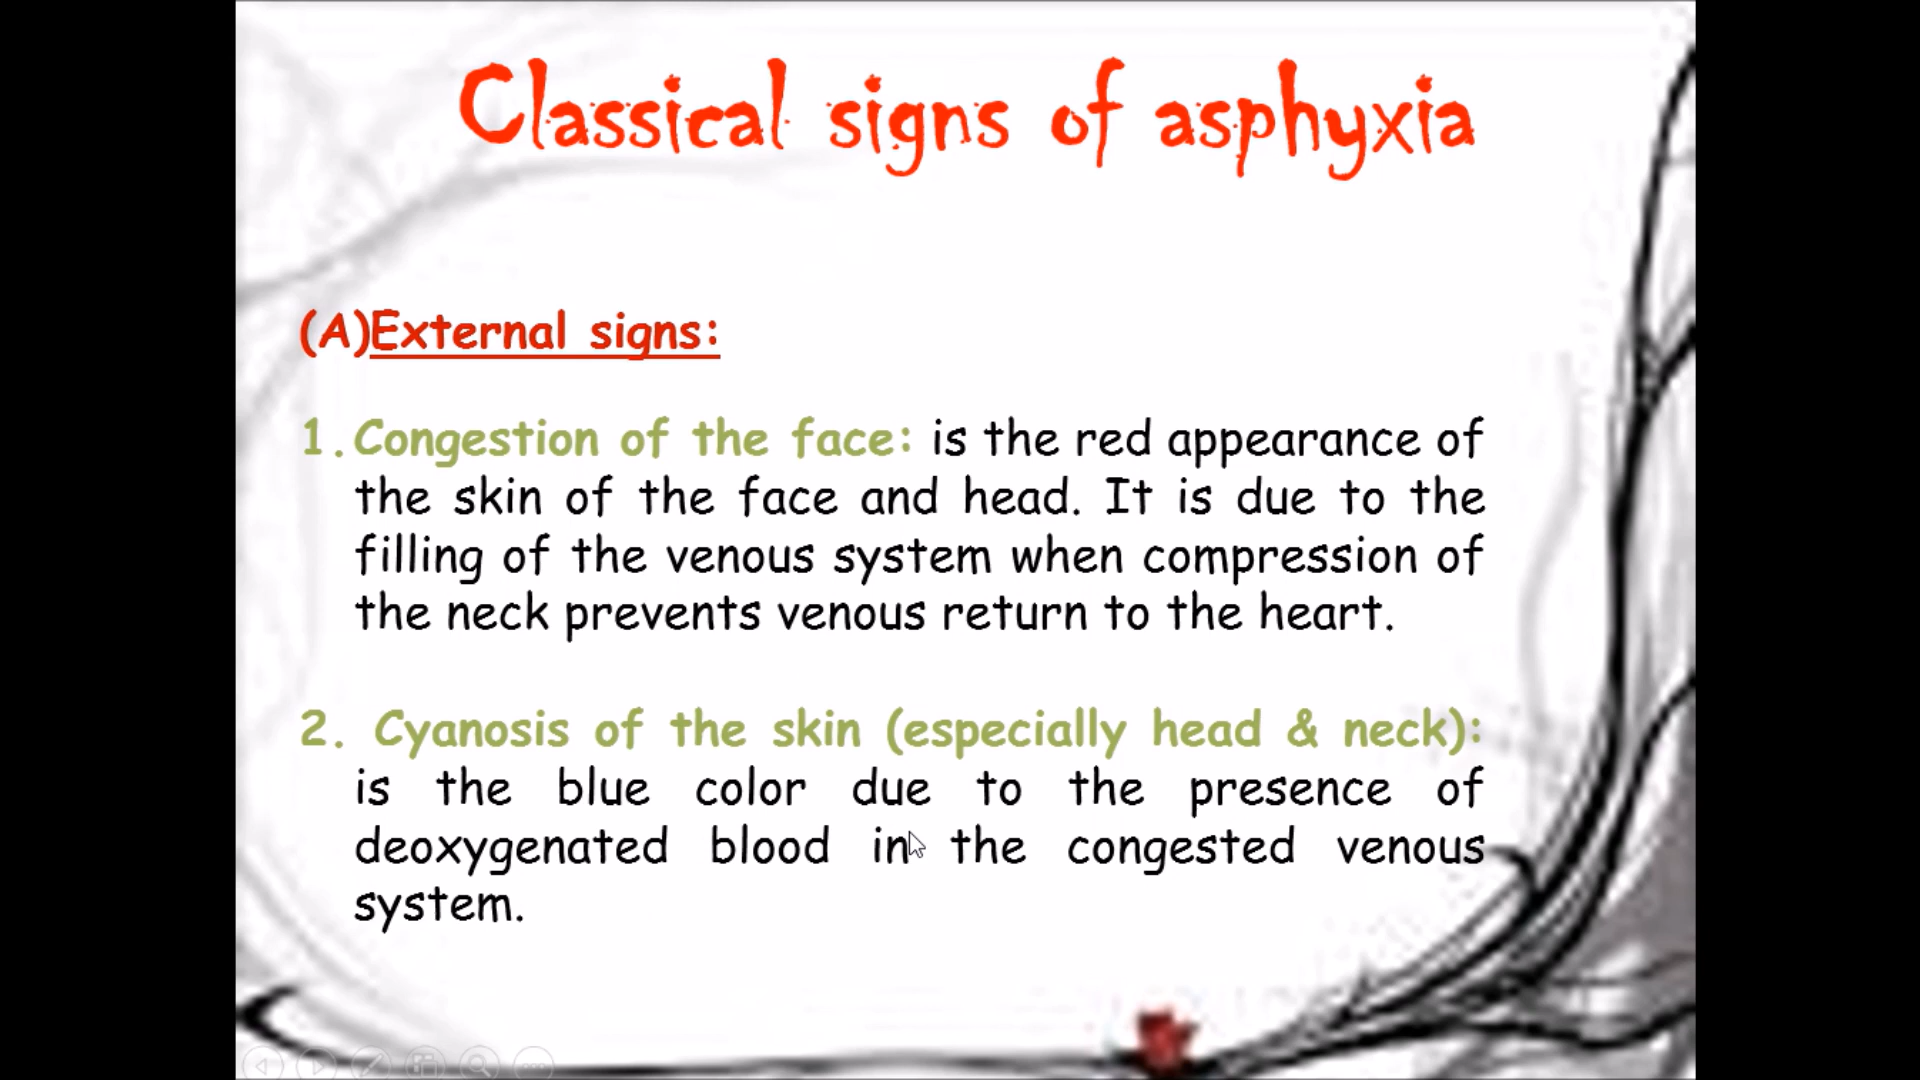 Classical signs of asphyxia
(A)External signs:
1. Congestion of the face: is the red appearance of
the skin of the face and head. It is due to the
filling of the venous system when compression of
the neck prevents venous return to the heart.
2. Cyanosis of the skin (especially head & neck):
is the blue color due to the presence of
deoxygenated blood in the congested venous
system.